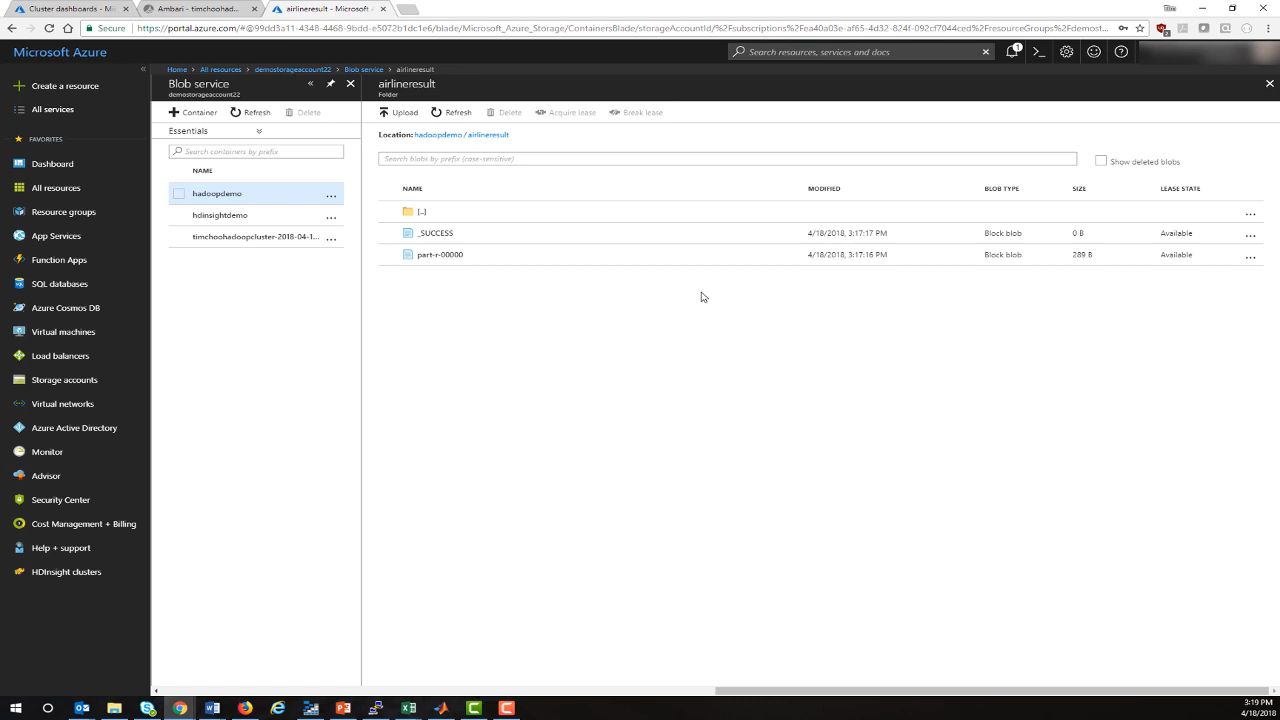 Cluster dashboards - Mi
Ambari - timchoohad
airlineresult - Microsoft A
Secure
https://portal.azure.com/#@99dd3a11-4348-4468-9bdd-e5072b1dc1e6/blade/Microsoft_Azure_Storage/ContainersBlade/storageAccountId/%2Fsubscriptions%2Fea40a03e-af65-4d32-824f-092cf27044ced%2FresourceGroups%2Fdemost...
Microsoft Azure
Search resources, services and docs
1
Home > All resources > demostorageaccount22 > Blob service > airlineresult
Create a resource
All services
FAVORITES
Dashboard
All resources
Resource groups
App Services
Function Apps
SQL databases
Azure Cosmos DB
Virtual machines
Load balancers
Storage accounts
Virtual networks
Azure Active Directory
Monitor
Advisor
Security Center
Cost Management + Billing
Help + support
HDInsight clusters
Blob service
demostorageaccount22
Container Refresh Delete
Essentials
Search containers by prefix
NAME
hadoopdemo ...
hdinsightdemo ...
timchoohadoopcluster-2018-04-1... ...
airlineresult
Folder
Upload Refresh Delete Acquire lease Break lease
Location: hadoopdemo / airlineresult
Search blobs by prefix (case-sensitive)
Show deleted blobs
NAME MODIFIED BLOB TYPE SIZE LEASE STATE
[..] ...
_SUCCESS 4/18/2018, 3:17:17 PM Block blob 0 B Available ...
part-r-00000 4/18/2018, 3:17:16 PM Block blob 289 B Available ...
3:19 PM
4/18/2018